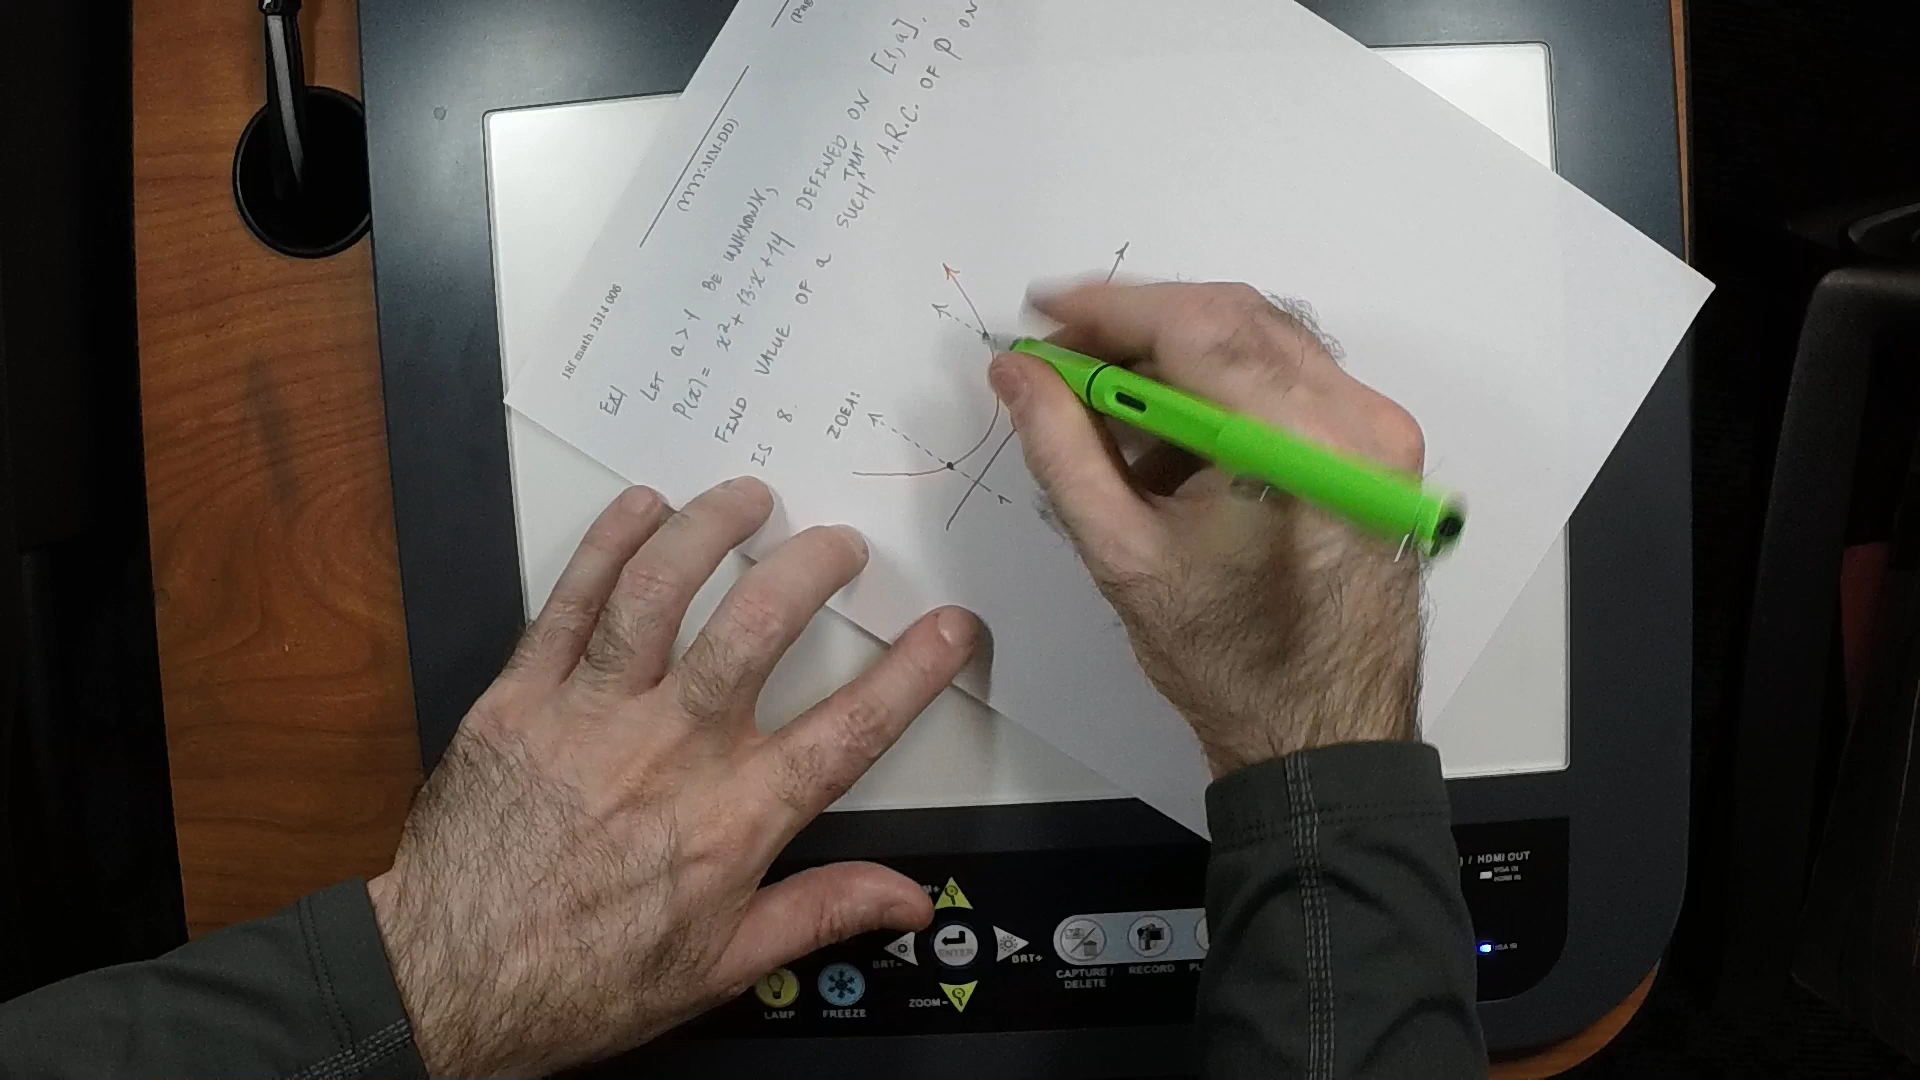 (YYYY-MM-DD)
18f math 1314 006
EX/ LET a > 1 BE UNKNOWN,
P(x) = x² + 13·x + 14 DEFINED ON [1, a].
FIND VALUE OF a SUCH THAT A.R.C. OF P ON
IS 8.
IDEA:
1
LAMP
FREEZE
BRT-
ENTER
BRT+
ZOOM-
CAPTURE / DELETE
RECORD
/ HDMI OUT